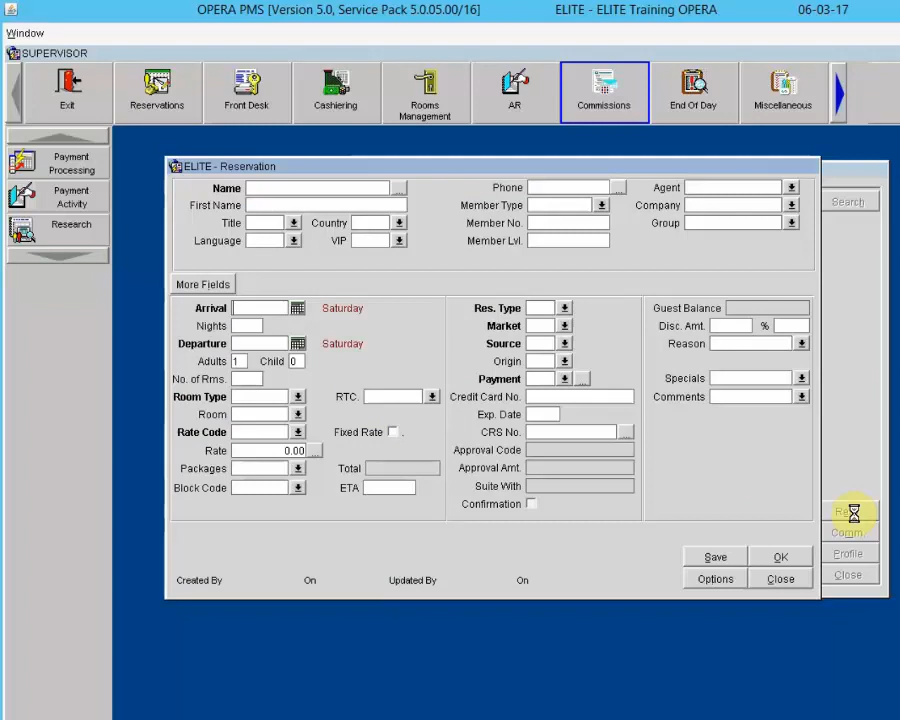 OPERA PMS [Version 5.0, Service Pack 5.0.05.00/16] ELITE - ELITE Training OPERA 06-03-17
Window
SUPERVISOR
Exit Reservations Front Desk Cashiering Rooms Management AR Commissions End Of Day Miscellaneous
Payment Processing
Payment Activity
Research
ELITE - Reservation
Name ... Phone ... Agent
First Name Member Type Company
Title Country Member No. Group
Language VIP Member Lvl.
Search
More Fields
Arrival Saturday Res. Type Guest Balance
Nights Market Disc. Amt. %
Departure Saturday Source Reason
Adults 1 Child 0 Origin
No. of Rms. Payment ... Specials
Room Type RTC. Credit Card No. Comments
Room Exp. Date
Rate Code Fixed Rate . CRS No. ...
Rate 0.00 ... Approval Code
Packages Total Approval Amt.
Block Code ETA Suite With
Confirmation
Comm.
Save OK Profile
Created By On Updated By On Options Close Close